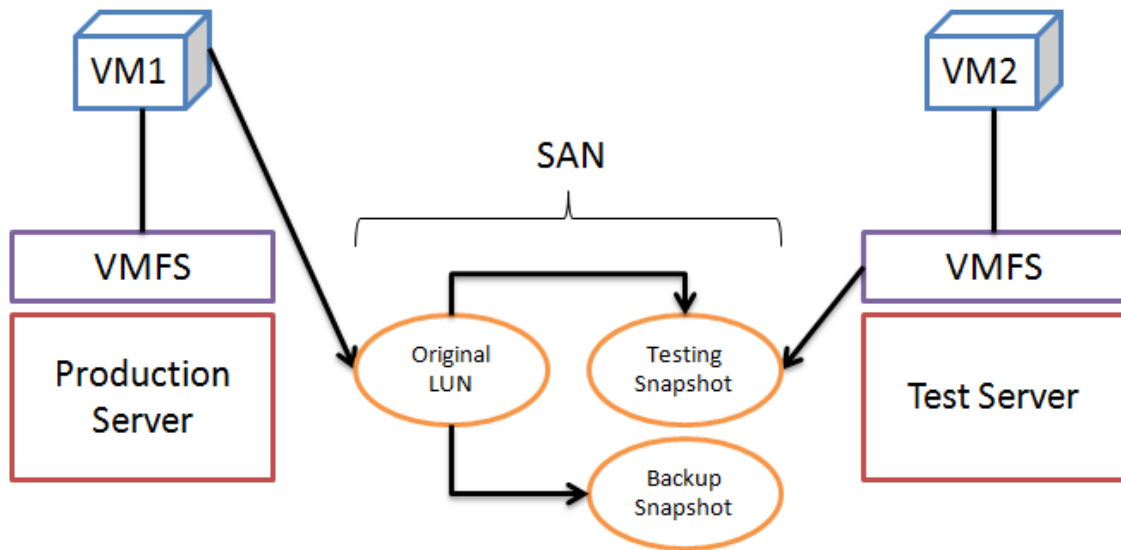 VM1
VM2
SAN
VMFS
VMFS
Production
Server
Original
LUN
Testing
Snapshot
Test Server
Backup
Snapshot